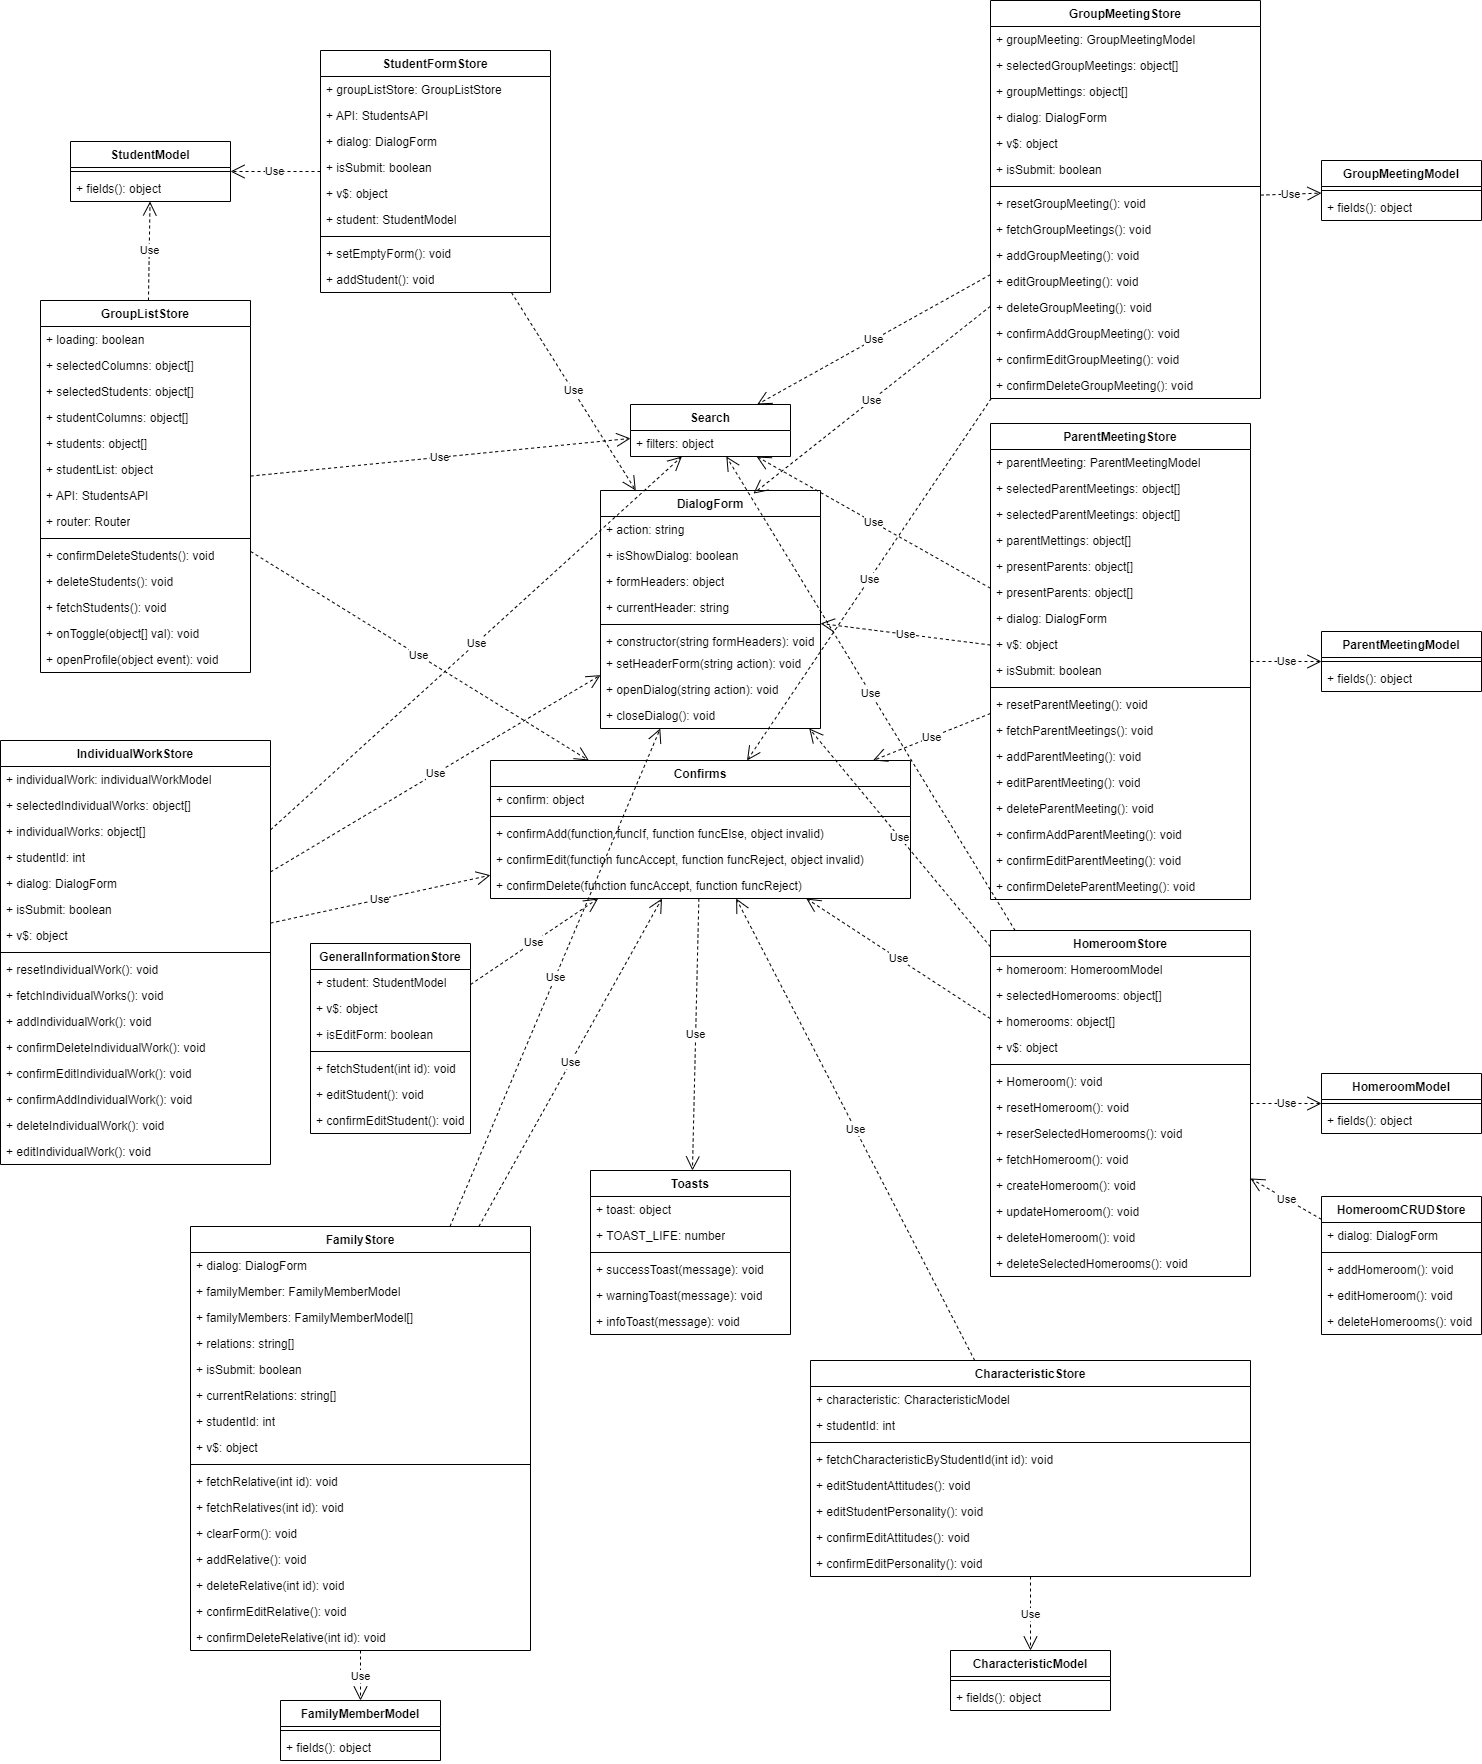 GroupMeetingStore
+ groupMeeting: GroupMeetingModel
+ selectedGroupMeetings: object[]
+ groupMettings: object[]
+ dialog: DialogForm
+ v$: object
+ isSubmit: boolean
+ resetGroupMeeting(): void
+ fetchGroupMeetings(): void
+ addGroupMeeting(): void
+ editGroupMeeting(): void
+ deleteGroupMeeting(): void
+ confirmAddGroupMeeting(): void
+ confirmEditGroupMeeting(): void
+ confirmDeleteGroupMeeting(): void
Use
GroupMeetingModel
+ fields(): object
StudentFormStore
+ groupListStore: GroupListStore
+ API: StudentsAPI
+ dialog: DialogForm
+ isSubmit: boolean
+ v$: object
+ student: StudentModel
+ setEmptyForm(): void
+ addStudent(): void
Use
StudentModel
+ fields(): object
Use
GroupListStore
+ loading: boolean
+ selectedColumns: object[]
+ selectedStudents: object[]
+ studentColumns: object[]
+ students: object[]
+ studentList: object
+ API: StudentsAPI
+ router: Router
+ confirmDeleteStudents(): void
+ deleteStudents(): void
+ fetchStudents(): void
+ onToggle(object[] val): void
+ openProfile(object event): void
Use
Use
Use
Use
Search
+ filters: object
Use
DialogForm
+ action: string
+ isShowDialog: boolean
+ formHeaders: object
+ currentHeader: string
+ constructor(string formHeaders): void
+ setHeaderForm(string action): void
+ openDialog(string action): void
+ closeDialog(): void
ParentMeetingStore
+ parentMeeting: ParentMeetingModel
+ selectedParentMeetings: object[]
+ selectedParentMeetings: object[]
+ parentMettings: object[]
+ presentParents: object[]
+ presentParents: object[]
+ dialog: DialogForm
+ v$: object
+ isSubmit: boolean
+ resetParentMeeting(): void
+ fetchParentMeetings(): void
+ addParentMeeting(): void
+ editParentMeeting(): void
+ deleteParentMeeting(): void
+ confirmAddParentMeeting(): void
+ confirmEditParentMeeting(): void
+ confirmDeleteParentMeeting(): void
Use
Use
Use
Use
ParentMeetingModel
+ fields(): object
Use
Use
Use
Use
Use
IndividualWorkStore
+ individualWork: individualWorkModel
+ selectedIndividualWorks: object[]
+ individualWorks: object[]
+ studentId: int
+ dialog: DialogForm
+ isSubmit: boolean
+ v$: object
+ resetIndividualWork(): void
+ fetchIndividualWorks(): void
+ addIndividualWork(): void
+ confirmDeleteIndividualWork(): void
+ confirmEditIndividualWork(): void
+ confirmAddIndividualWork(): void
+ deleteIndividualWork(): void
+ editIndividualWork(): void
Use
Confirms
+ confirm: object
+ confirmAdd(function funcIf, function funcElse, object invalid)
+ confirmEdit(function funcAccept, function funcReject, object invalid)
+ confirmDelete(function funcAccept, function funcReject)
Use
Use
GeneralInformationStore
+ student: StudentModel
+ v$: object
+ isEditForm: boolean
+ fetchStudent(int id): void
+ editStudent(): void
+ confirmEditStudent(): void
Use
Use
Use
Use
HomeroomStore
+ homeroom: HomeroomModel
+ selectedHomerooms: object[]
+ homerooms: object[]
+ v$: object
+ Homeroom(): void
+ resetHomeroom(): void
+ reserSelectedHomerooms(): void
+ fetchHomeroom(): void
+ createHomeroom(): void
+ updateHomeroom(): void
+ deleteHomeroom(): void
+ deleteSelectedHomerooms(): void
Use
HomeroomModel
+ fields(): object
Use
HomeroomCRUDStore
+ dialog: DialogForm
+ addHomeroom(): void
+ editHomeroom(): void
+ deleteHomerooms(): void
Use
Toasts
+ toast: object
+ TOAST_LIFE: number
+ successToast(message): void
+ warningToast(message): void
+ infoToast(message): void
FamilyStore
+ dialog: DialogForm
+ familyMember: FamilyMemberModel
+ familyMembers: FamilyMemberModel[]
+ relations: string[]
+ isSubmit: boolean
+ currentRelations: string[]
+ studentId: int
+ v$: object
+ fetchRelative(int id): void
+ fetchRelatives(int id): void
+ clearForm(): void
+ addRelative(): void
+ deleteRelative(int id): void
+ confirmEditRelative(): void
+ confirmDeleteRelative(int id): void
Use
FamilyMemberModel
+ fields(): object
CharacteristicStore
+ characteristic: CharacteristicModel
+ studentId: int
+ fetchCharacteristicByStudentId(int id): void
+ editStudentAttitudes(): void
+ editStudentPersonality(): void
+ confirmEditAttitudes(): void
+ confirmEditPersonality(): void
Use
CharacteristicModel
+ fields(): object